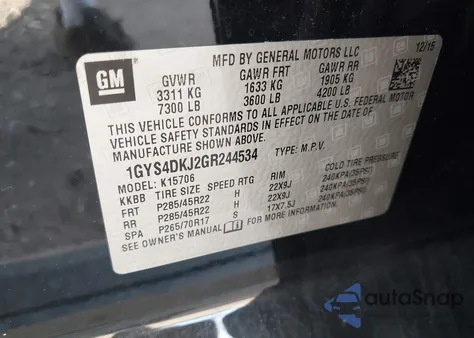 GM
MFD BY GENERAL MOTORS LLC
12/15
GVWR GAWR FRT GAWR RR
3311 KG 1633 KG 1905 KG
7300 LB 3600 LB 4200 LB
THIS VEHICLE CONFORMS TO ALL APPLICABLE U.S. FEDERAL MOTOR
VEHICLE SAFETY STANDARDS IN EFFECT ON THE DATE OF
MANUFACTURE SHOWN ABOVE.
1GYS4DKJ2GR244534 TYPE: M.P.V.
MODEL: K15706
KKBB TIRE SIZE SPEED RTG RIM COLD TIRE PRESSURE
FRT P285/45R22 H 22X9J 240KPA(35PSI)
RR P285/45R22 H 22X9J 240KPA(35PSI)
SPA P265/70R17 S 17X7.5J 240KPA(35PSI)
SEE OWNER'S MANUAL FOR MORE INFORMATION.
autoSnap